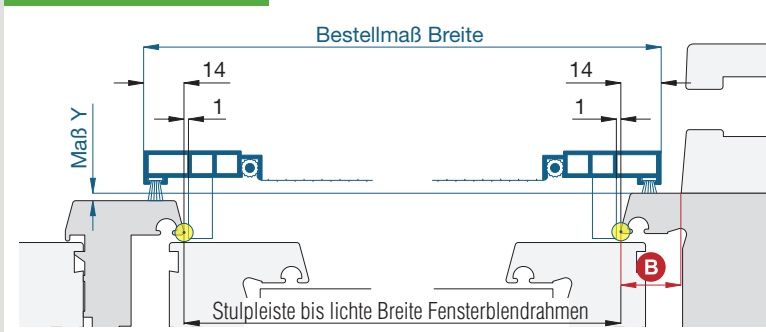 Bestellmaß Breite
14
14
1
1
Maß Y
B
Stulpleiste bis lichte Breite Fensterblendrahmen